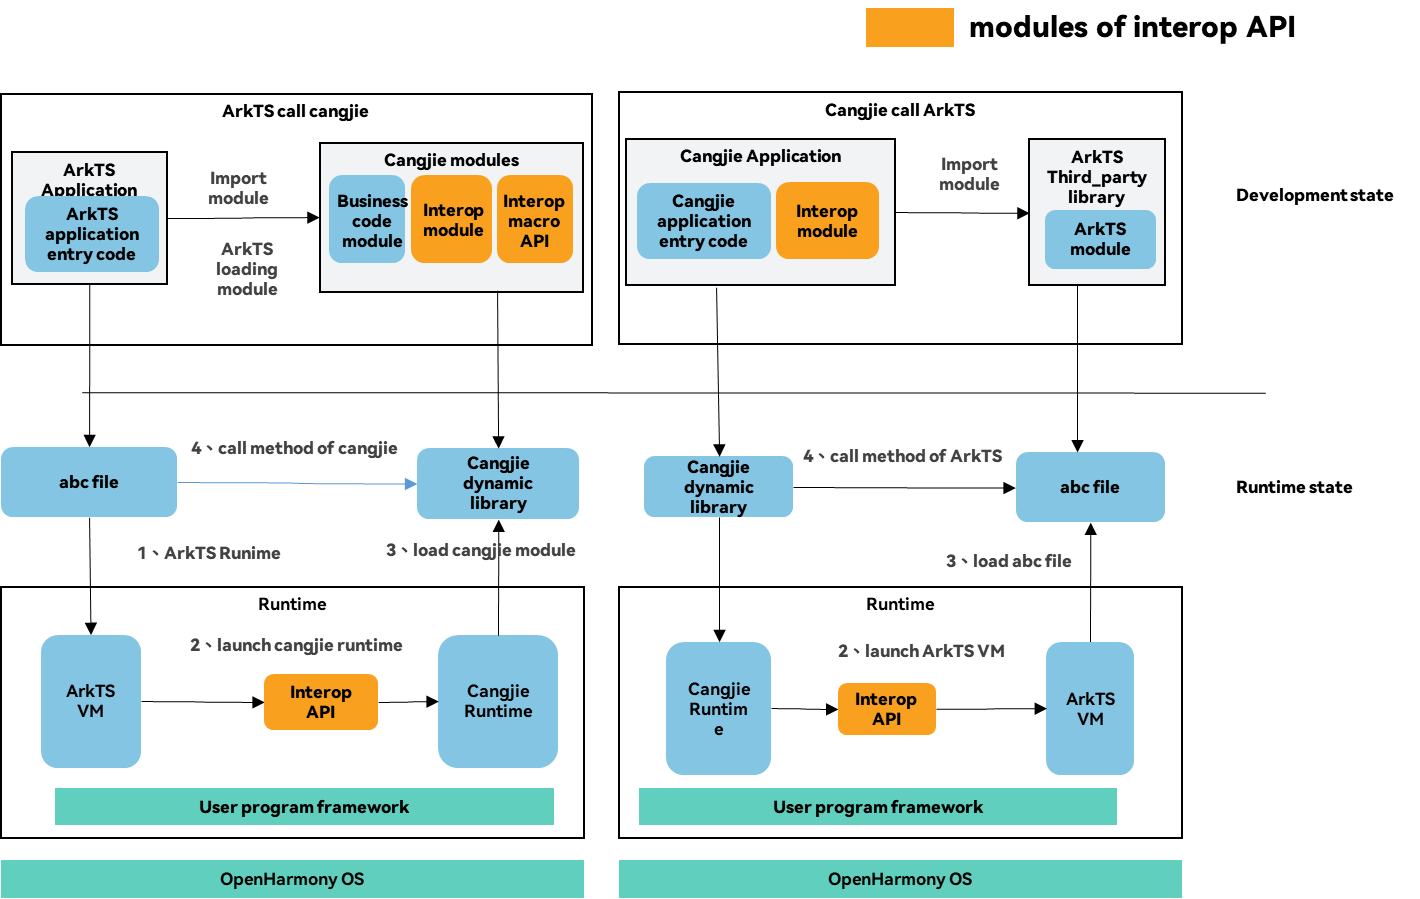 modules of interop API
ArkTS call cangjie
ArkTS
Application
ArkTS
application
entry code
Import
module
ArkTS
loading
module
Cangjie modules
Business
code
module
Interop
module
Interop
macro
API
Cangjie call ArkTS
Cangjie Application
Cangjie
application
entry code
Interop
module
Import
module
ArkTS
Third_party
library
ArkTS
module
Development state
abc file
4、call method of cangjie
Cangjie
dynamic
library
Cangjie
dynamic
library
4、call method of ArkTS
abc file
Runtime state
1、ArkTS Runime
3、load cangjie module
3、load abc file
Runtime
2、launch cangjie runtime
ArkTS
VM
Interop
API
Cangjie
Runtime
User program framework
OpenHarmony OS
Runtime
2、launch ArkTS VM
Cangjie
Runtim
e
Interop
API
ArkTS
VM
User program framework
OpenHarmony OS